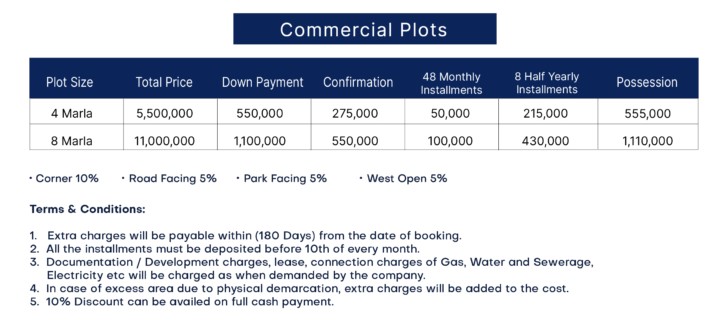 Commercial Plots
Plot Size Total Price Down Payment Confirmation 48 Monthly Installments 8 Half Yearly Installments Possession
4 Marla 5,500,000 550,000 275,000 50,000 215,000 555,000
8 Marla 11,000,000 1,100,000 550,000 100,000 430,000 1,110,000
• Corner 10% • Road Facing 5% • Park Facing 5% • West Open 5%
Terms & Conditions:
1. Extra charges will be payable within (180 Days) from the date of booking.
2. All the installments must be deposited before 10th of every month.
3. Documentation / Development charges, lease, connection charges of Gas, Water and Sewerage,
Electricity etc will be charged as when demanded by the company.
4. In case of excess area due to physical demarcation, extra charges will be added to the cost.
5. 10% Discount can be availed on full cash payment.